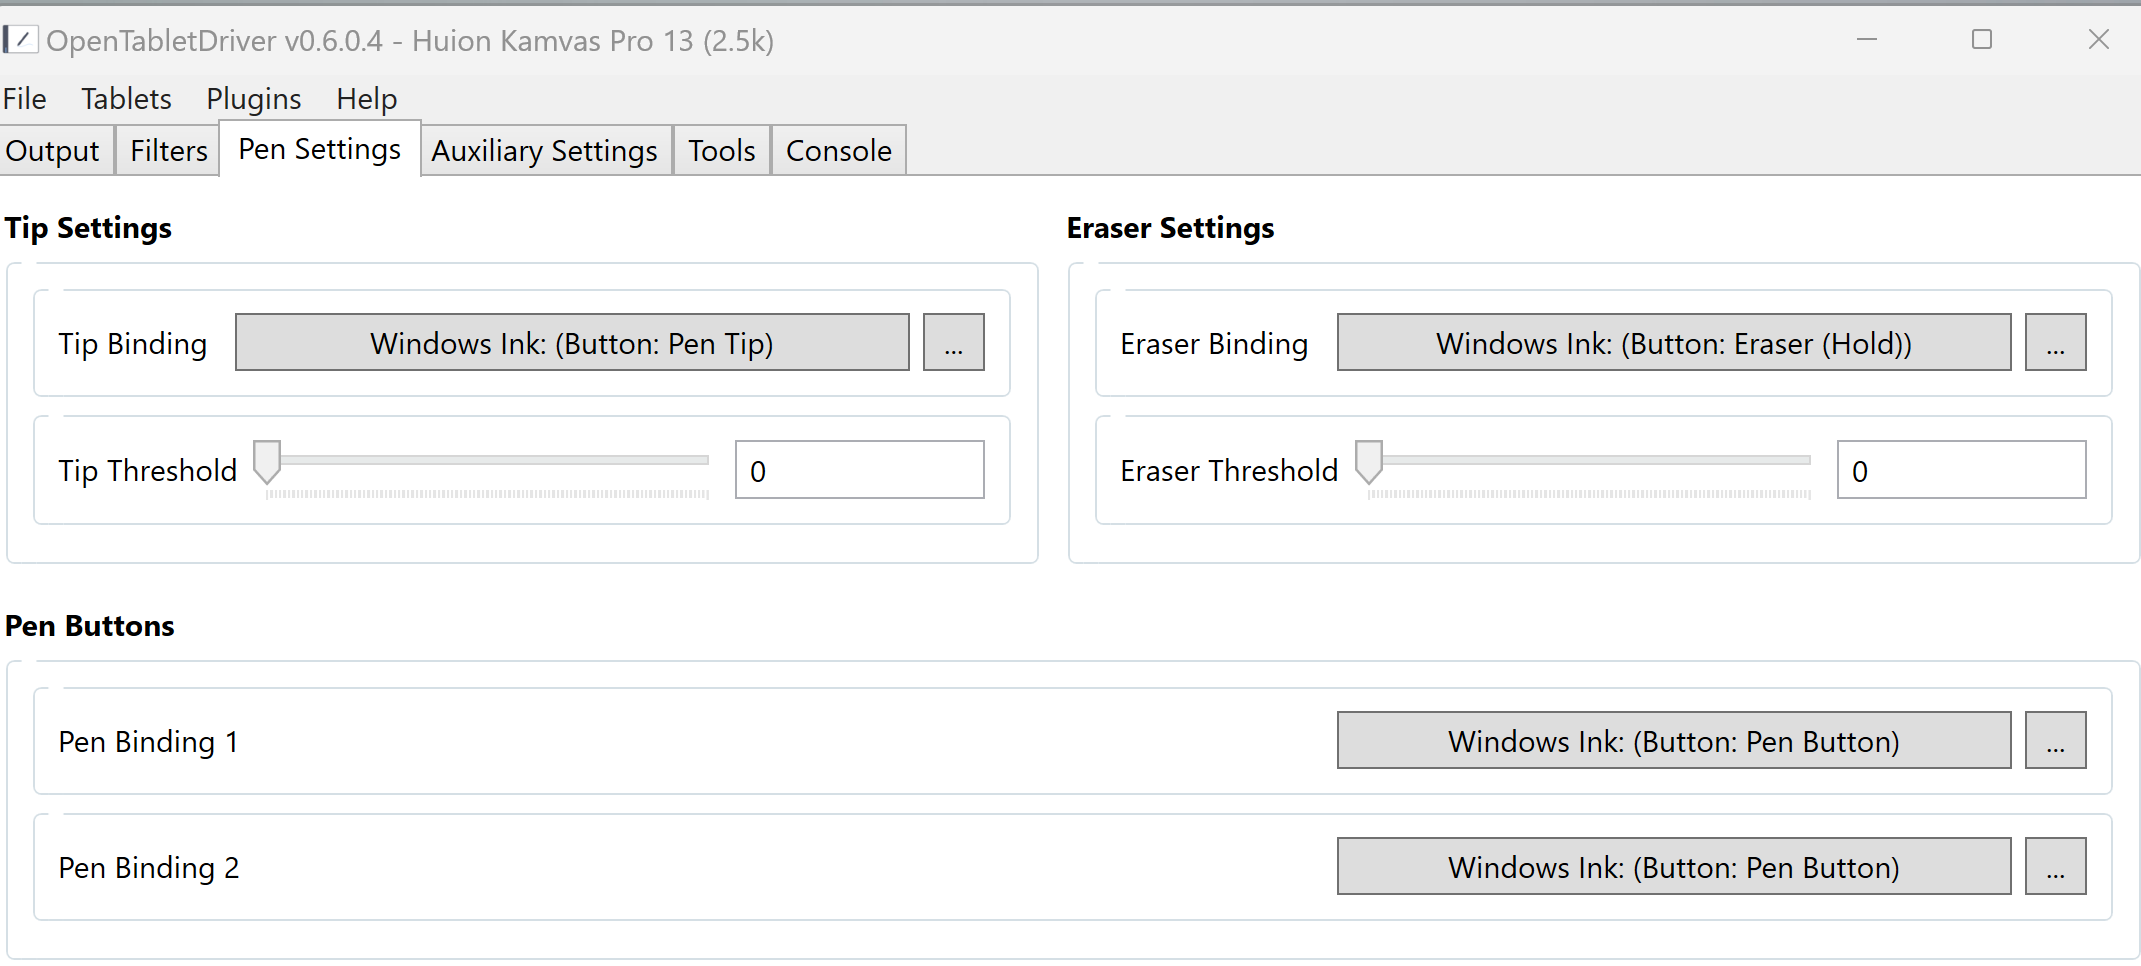 OpenTabletDriver v0.6.0.4 - Huion Kamvas Pro 13 (2.5k)
File Tablets Plugins Help
Output Filters Pen Settings Auxiliary Settings Tools Console
Tip Settings
Tip Binding Windows Ink: (Button: Pen Tip) ...
Tip Threshold 0
Eraser Settings
Eraser Binding Windows Ink: (Button: Eraser (Hold)) ...
Eraser Threshold 0
Pen Buttons
Pen Binding 1 Windows Ink: (Button: Pen Button) ...
Pen Binding 2 Windows Ink: (Button: Pen Button) ...